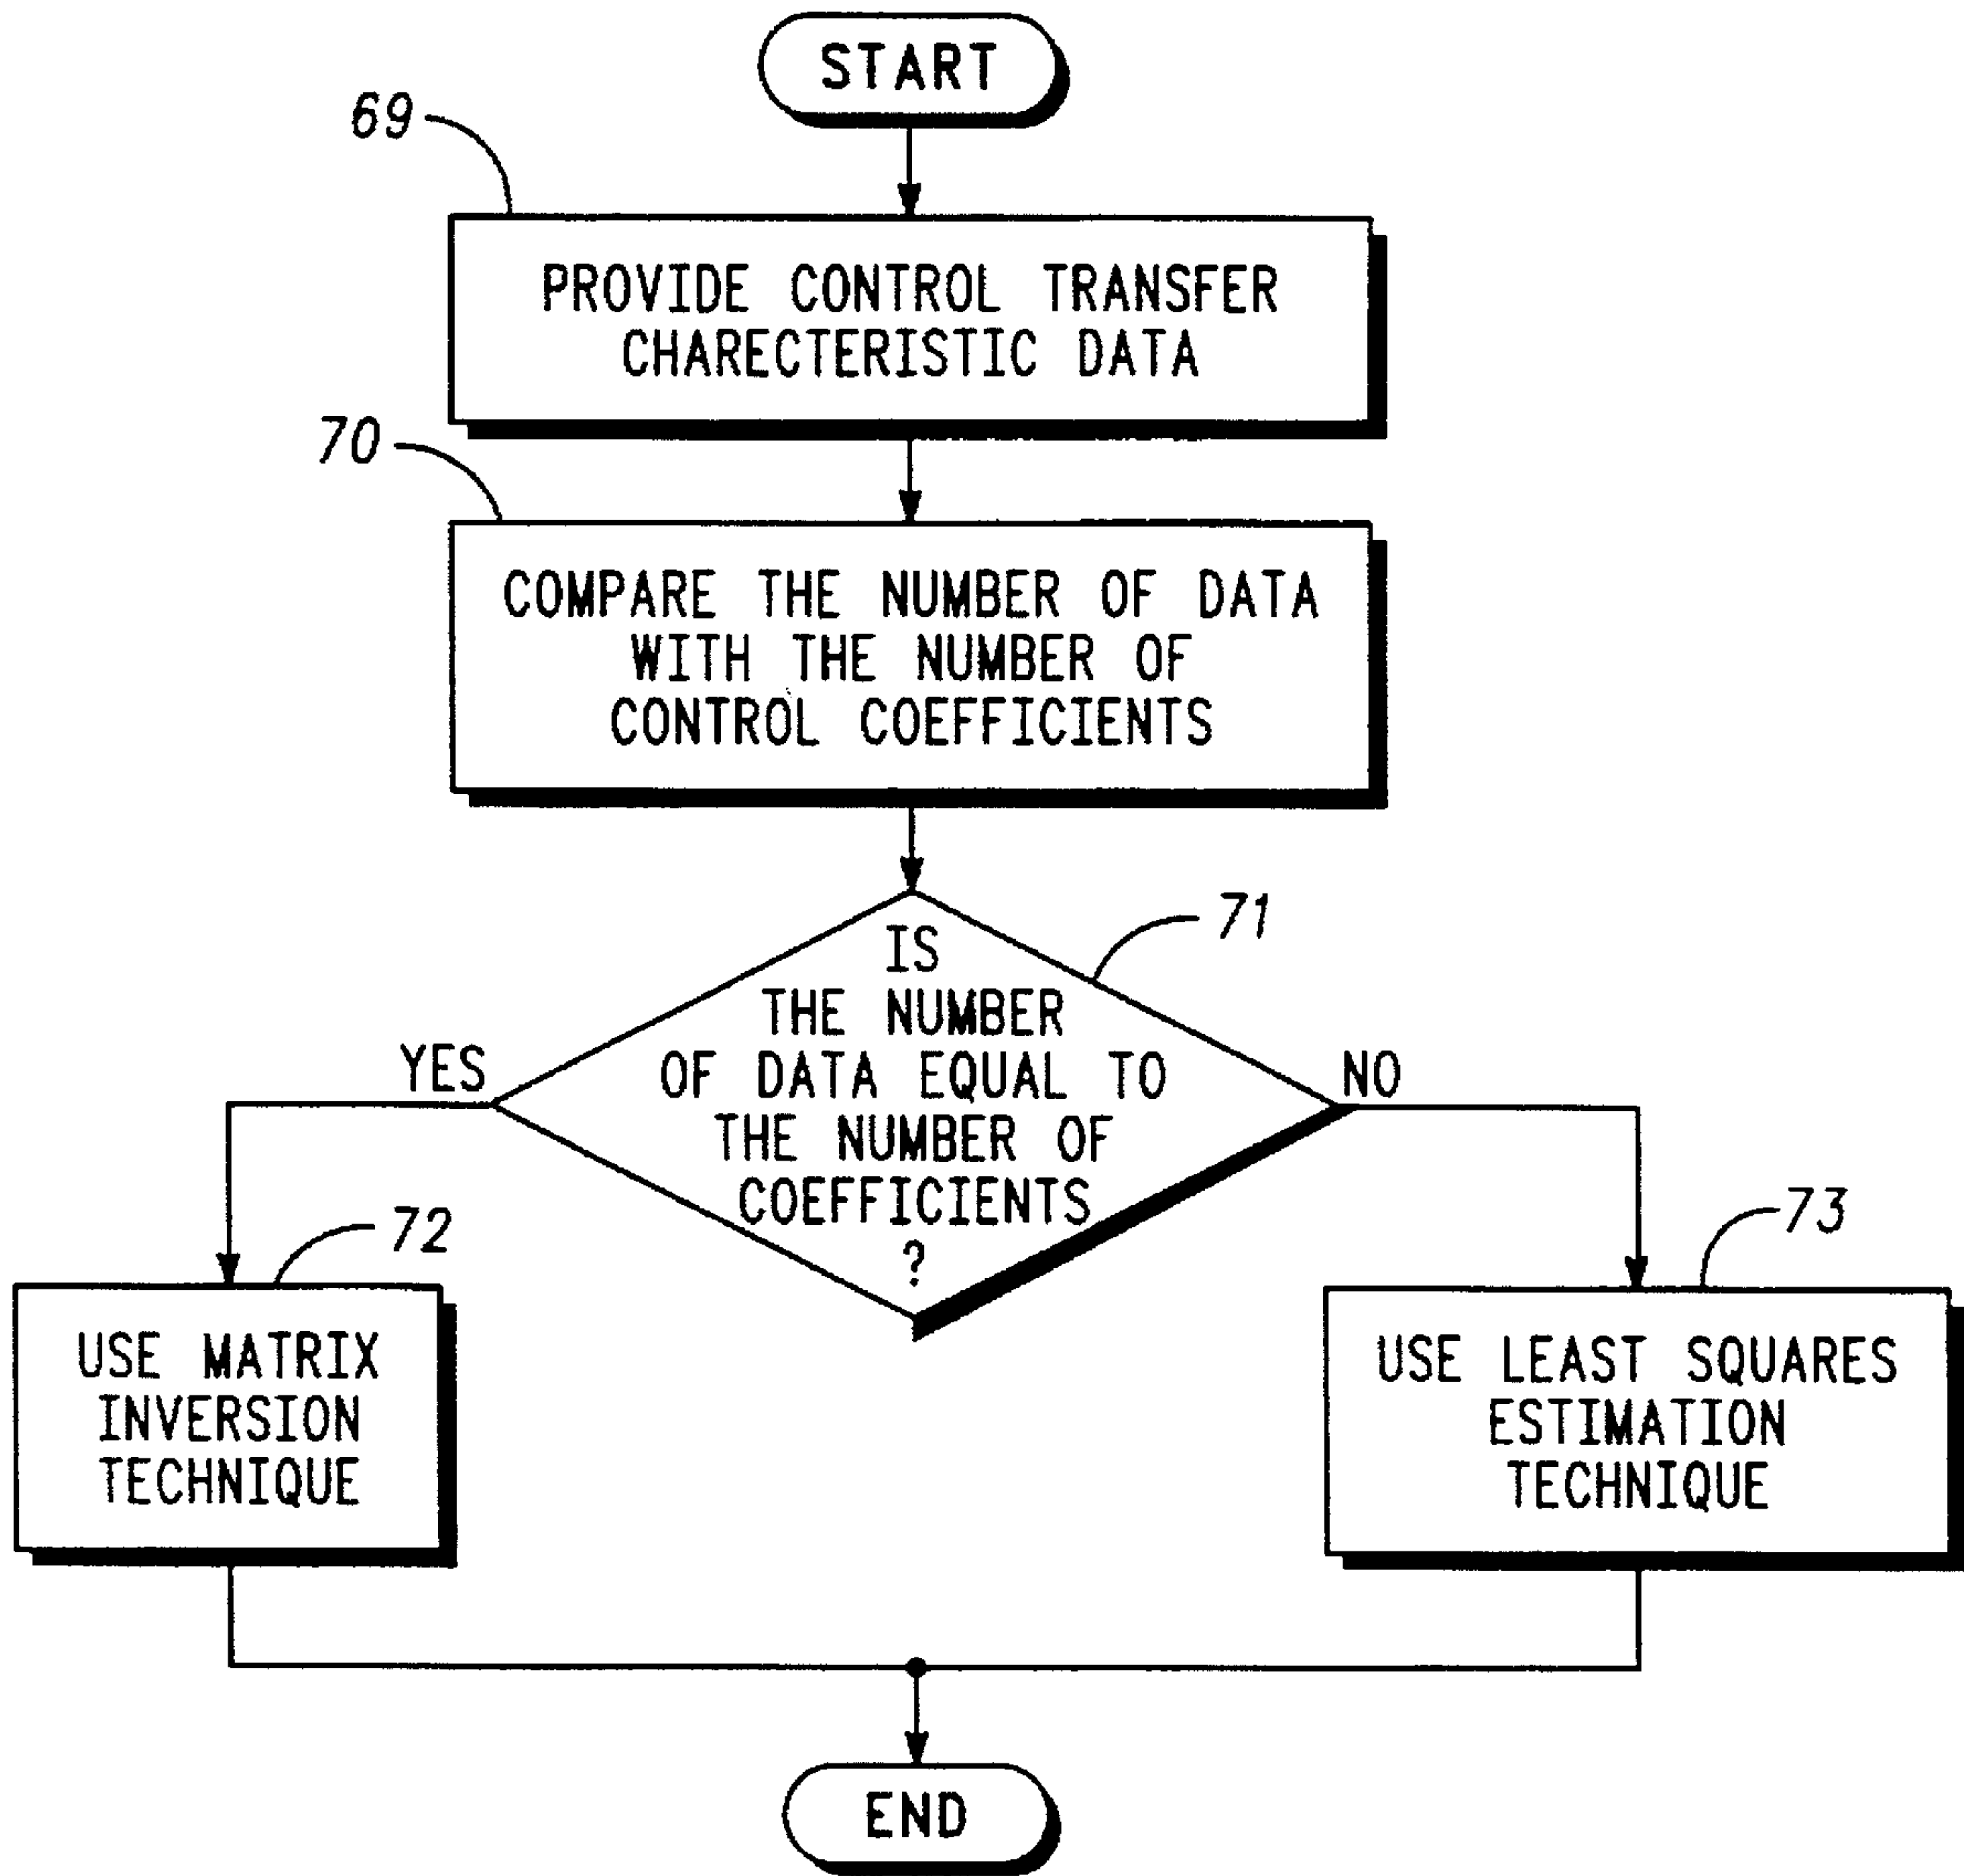 START
69
PROVIDE CONTROL TRANSFER
CHARECTERISTIC DATA
70
COMPARE THE NUMBER OF DATA
WITH THE NUMBER OF
CONTROL COEFFICIENTS
71
IS
THE NUMBER
OF DATA EQUAL TO
THE NUMBER OF
COEFFICIENTS
?
YES
NO
72
USE MATRIX
INVERSION
TECHNIQUE
73
USE LEAST SQUARES
ESTIMATION
TECHNIQUE
END